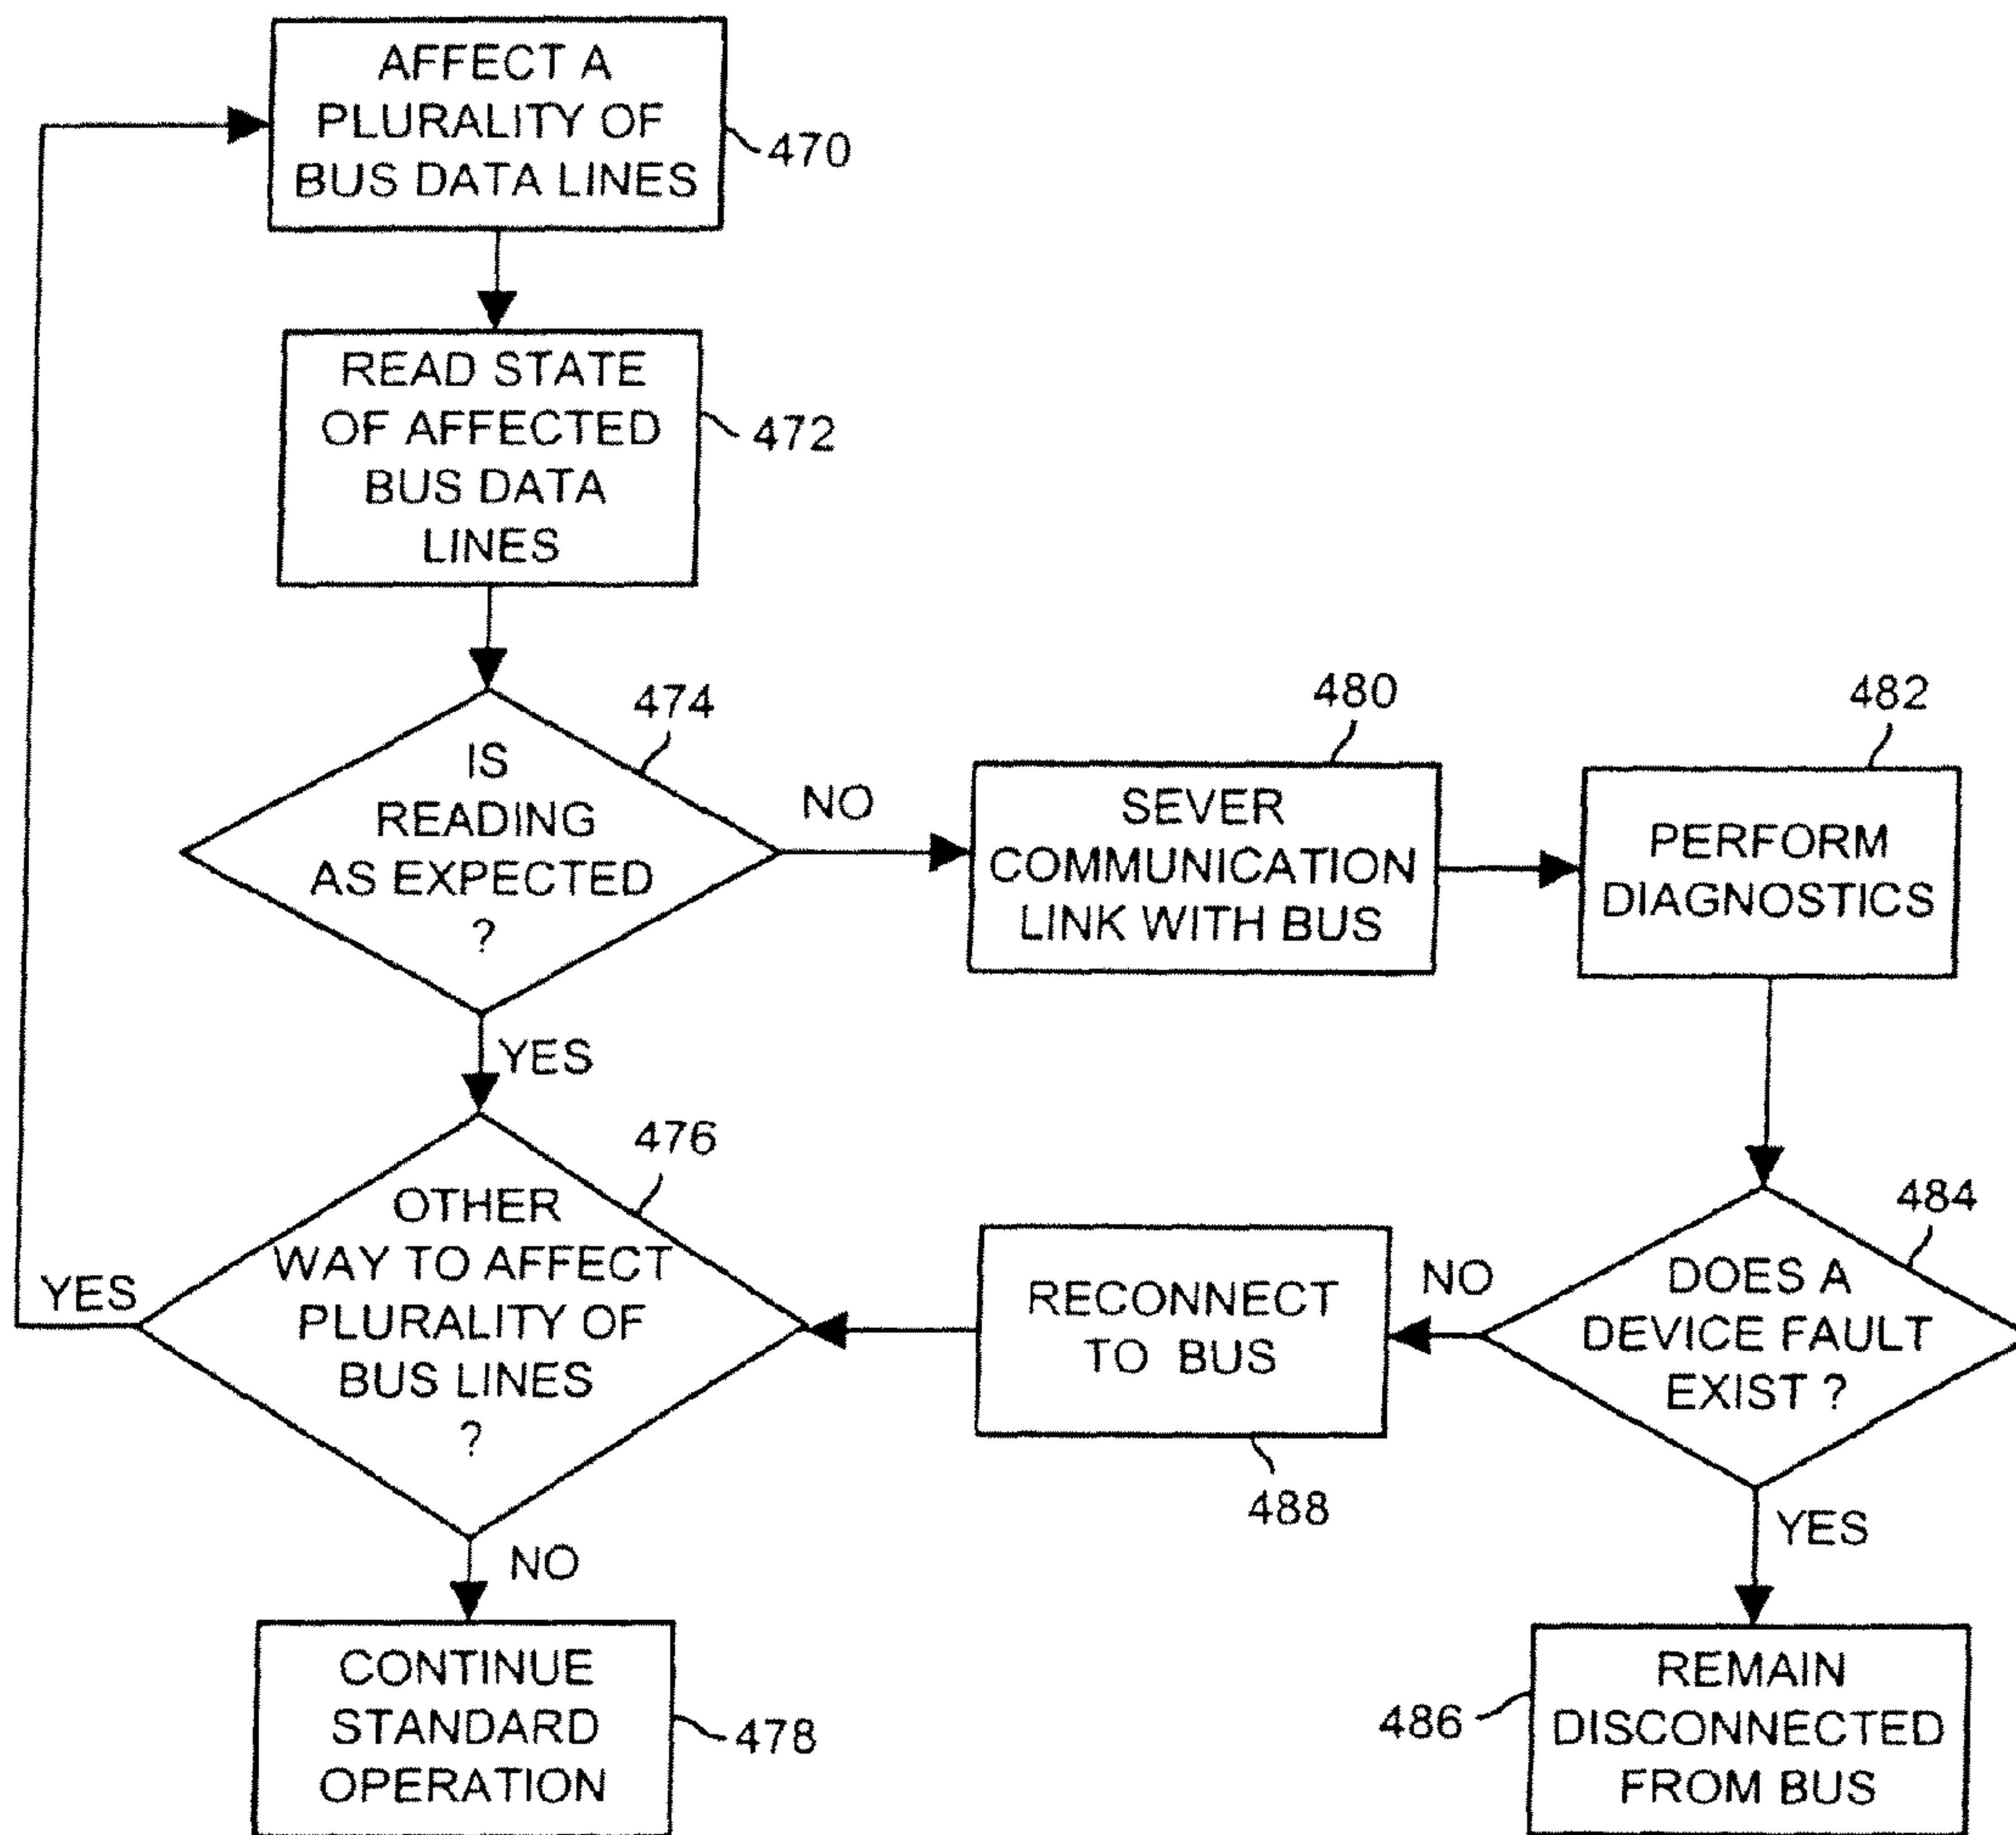 AFFECT A
PLURALITY OF
BUS DATA LINES
470
READ STATE
OF AFFECTED
BUS DATA
LINES
472
IS
READING
AS EXPECTED
?
474
NO
YES
SEVER
COMMUNICATION
LINK WITH BUS
480
PERFORM
DIAGNOSTICS
482
OTHER
WAY TO AFFECT
PLURALITY OF
BUS LINES
?
476
YES
NO
RECONNECT
TO BUS
488
NO
DOES A
DEVICE FAULT
EXIST ?
484
YES
CONTINUE
STANDARD
OPERATION
478
REMAIN
DISCONNECTED
FROM BUS
486